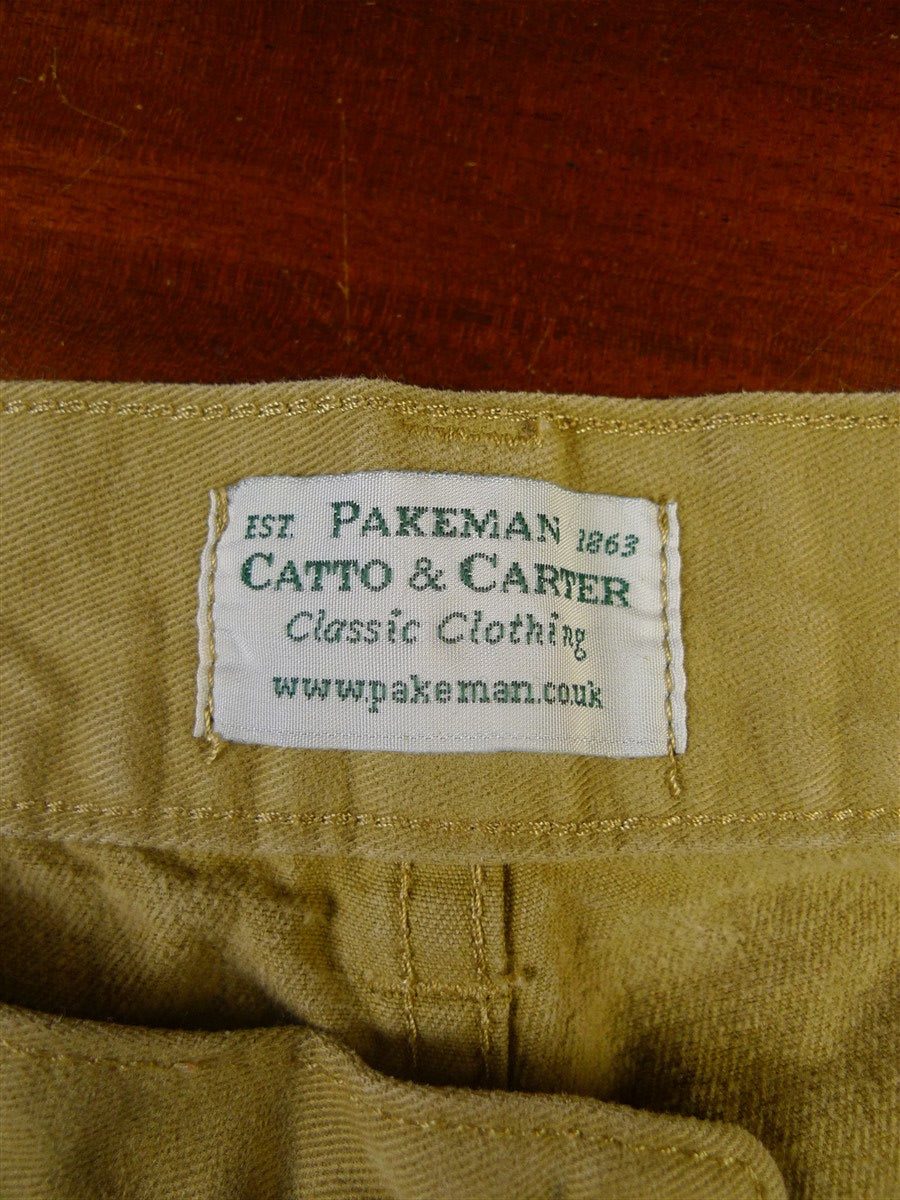 EST. PAKEMAN 1863
CATTO & CARTER
Classic Clothing
www.pakeman.co.uk